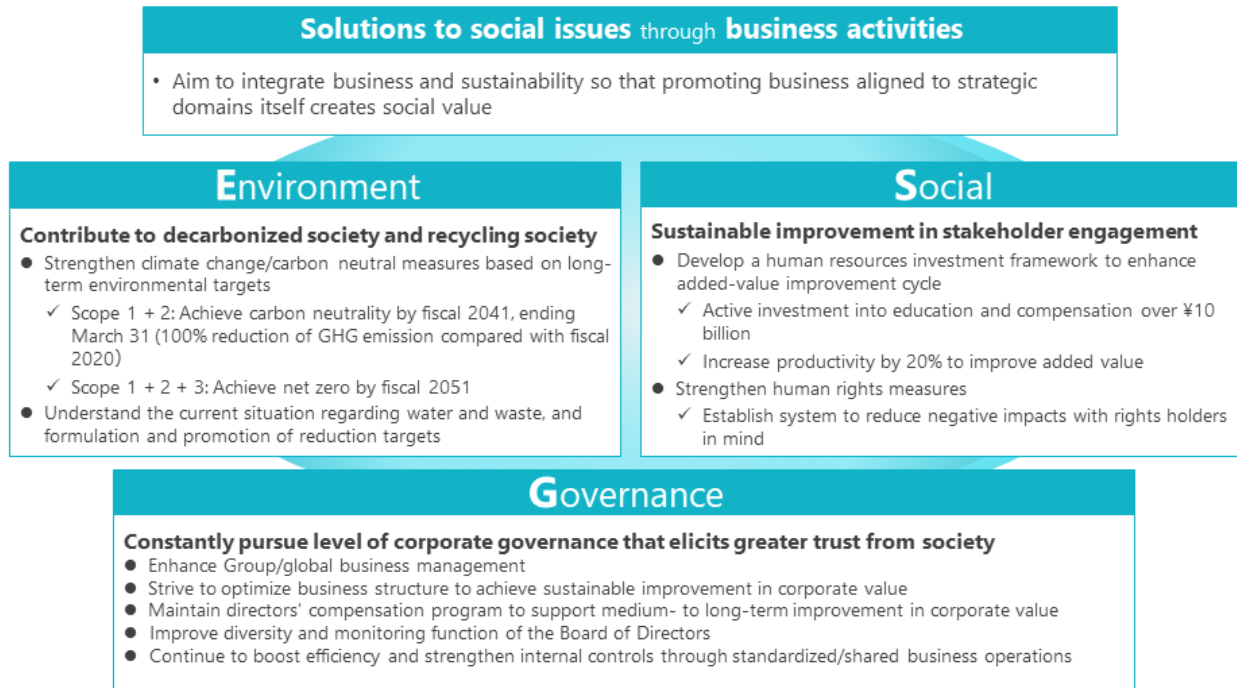 Solutions to social issues through business activities
• Aim to integrate business and sustainability so that promoting business aligned to strategic
domains itself creates social value
Environment
Contribute to decarbonized society and recycling society
● Strengthen climate change/carbon neutral measures based on long-
term environmental targets
✓ Scope 1 + 2: Achieve carbon neutrality by fiscal 2041, ending
March 31 (100% reduction of GHG emission compared with fiscal
2020)
✓ Scope 1 + 2 + 3: Achieve net zero by fiscal 2051
● Understand the current situation regarding water and waste, and
formulation and promotion of reduction targets
Social
Sustainable improvement in stakeholder engagement
● Develop a human resources investment framework to enhance
added-value improvement cycle
✓ Active investment into education and compensation over ¥10
billion
✓ Increase productivity by 20% to improve added value
● Strengthen human rights measures
✓ Establish system to reduce negative impacts with rights holders
in mind
Governance
Constantly pursue level of corporate governance that elicits greater trust from society
● Enhance Group/global business management
● Strive to optimize business structure to achieve sustainable improvement in corporate value
● Maintain directors’ compensation program to support medium- to long-term improvement in corporate value
● Improve diversity and monitoring function of the Board of Directors
● Continue to boost efficiency and strengthen internal controls through standardized/shared business operations